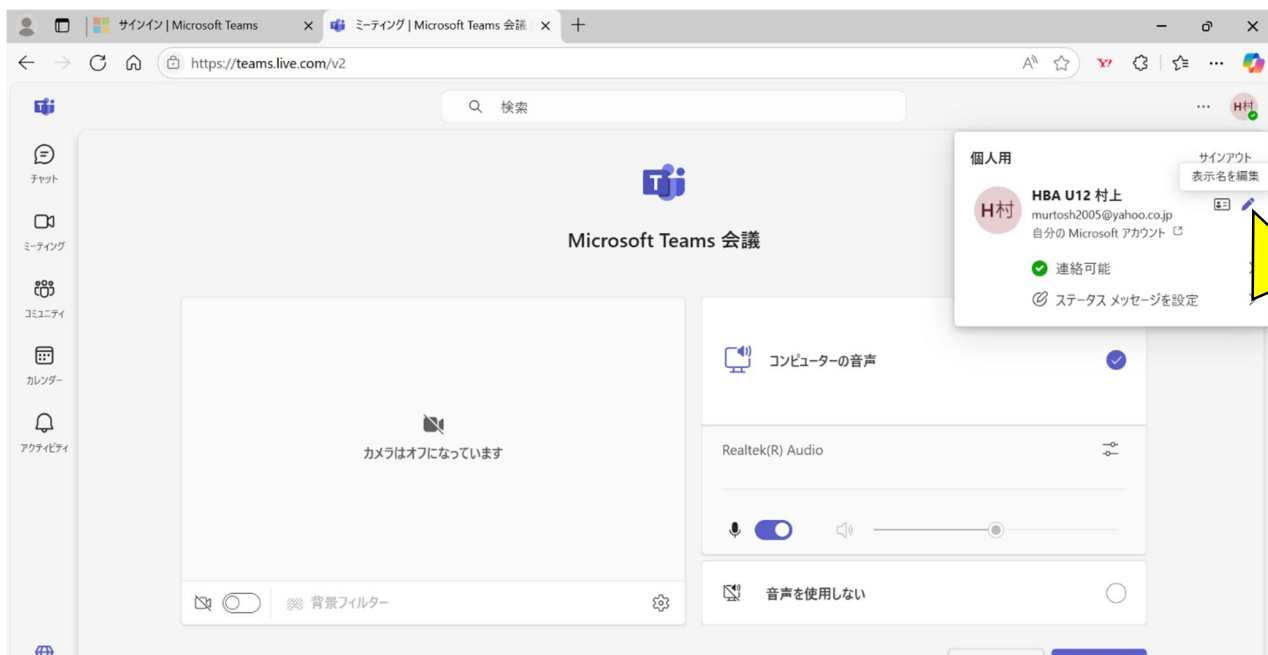 サインイン | Microsoft Teams
ミーティング | Microsoft Teams 会議
https://teams.live.com/v2
検索
H村
チャット
ミーティング
コミュニティ
カレンダー
アクティビティ
Microsoft Teams 会議
個人用
サインアウト
表示名を編集
H村
HBA U12 村上
murtosh2005@yahoo.co.jp
自分の Microsoft アカウント
連絡可能
ステータス メッセージを設定
カメラはオフになっています
背景フィルター
コンピューターの音声
Realtek(R) Audio
音声を使用しない